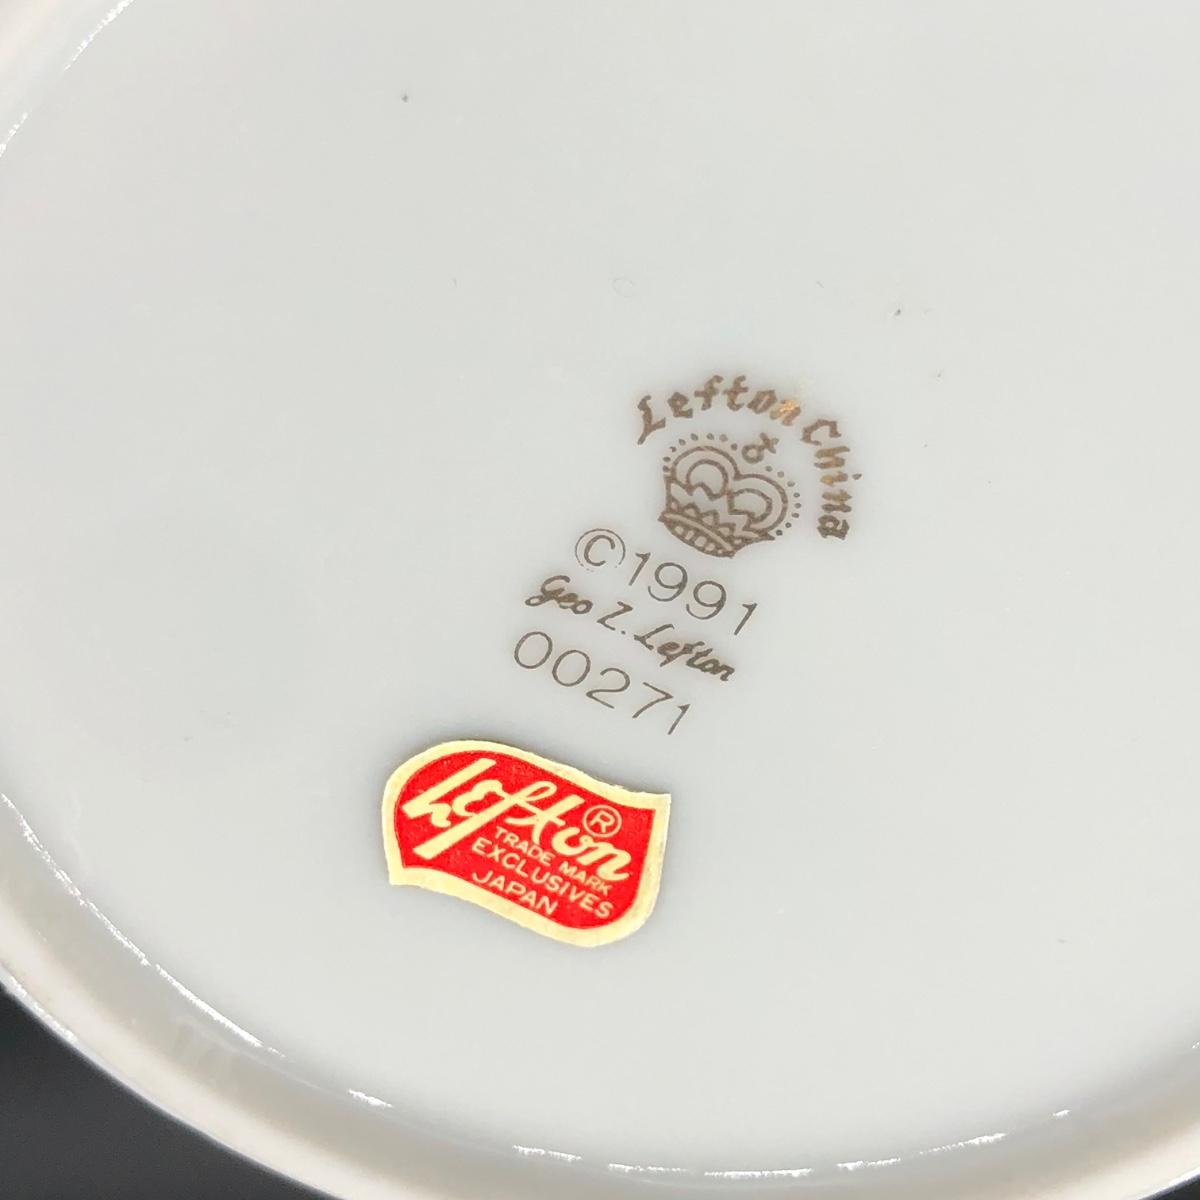 Lefton China
©1991
Geo Z. Lefton
00271
Lefton®
TRADE MARK
EXCLUSIVES
JAPAN